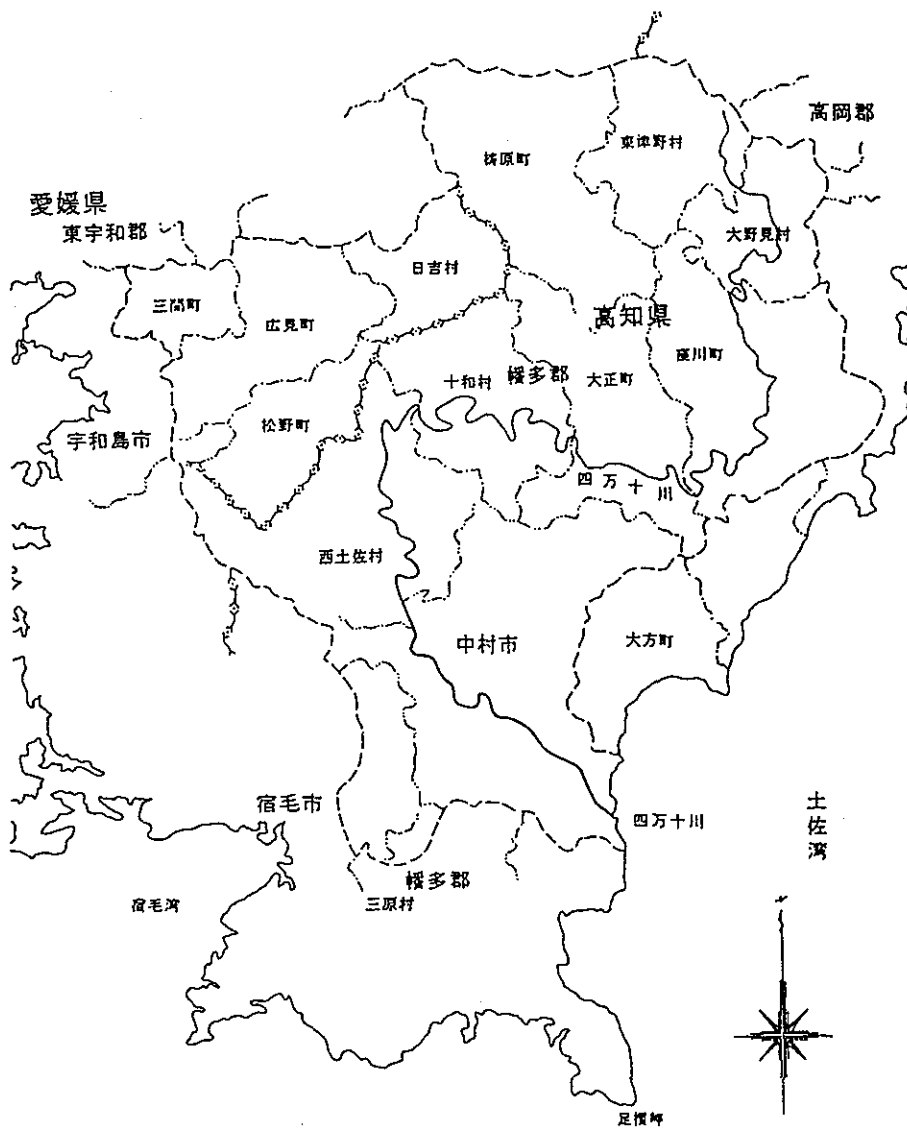 高岡郡
梼原町
東津野村
愛媛県
東宇和郡
大野見村
日吉村
三間町
広見町
高知県
窪川町
十和村
幡多郡
大正町
松野町
宇和島市
四万十川
西土佐村
中村市
大方町
宿毛市
四万十川
土佐湾
幡多郡
宿毛湾
三原村
足摺岬